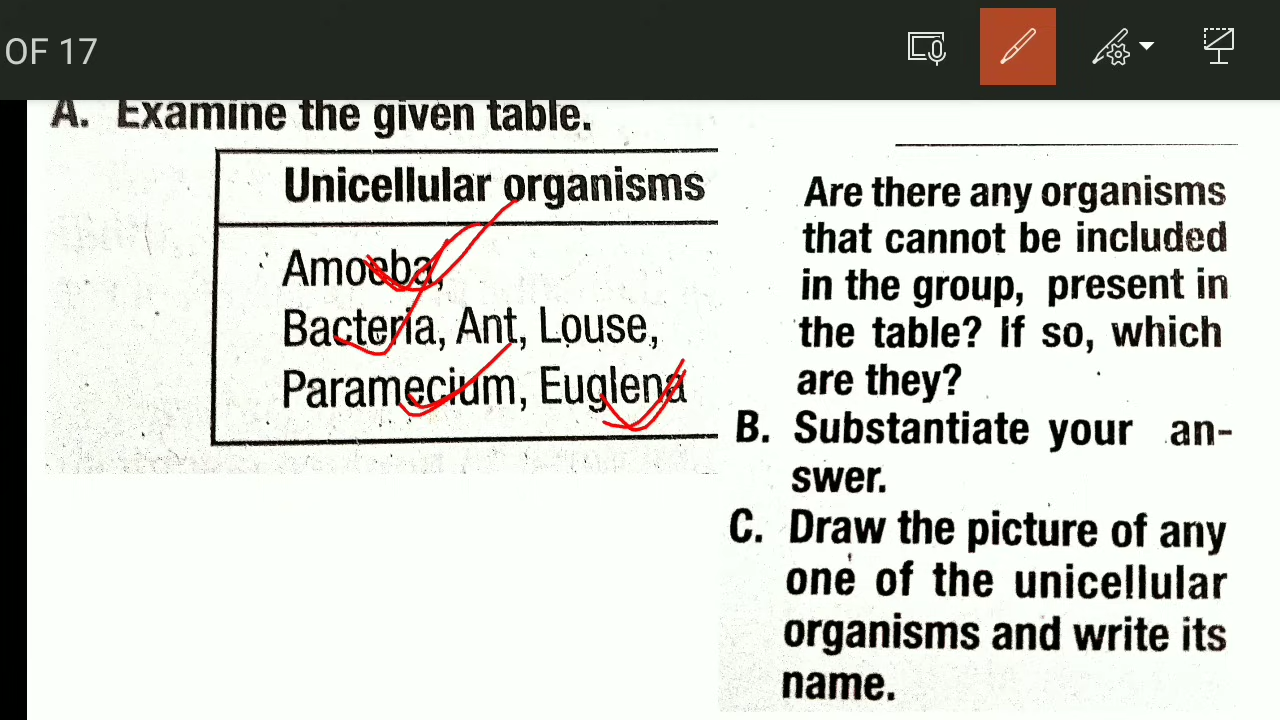 OF 17
A. Examine the given table.
Unicellular organisms
Amoeba,
Bacteria, Ant, Louse,
Paramecium, Euglena
Are there any organisms
that cannot be included
in the group, present in
the table? If so, which
are they?
B. Substantiate your an-
swer.
C. Draw the picture of any
one of the unicellular
organisms and write its
name.